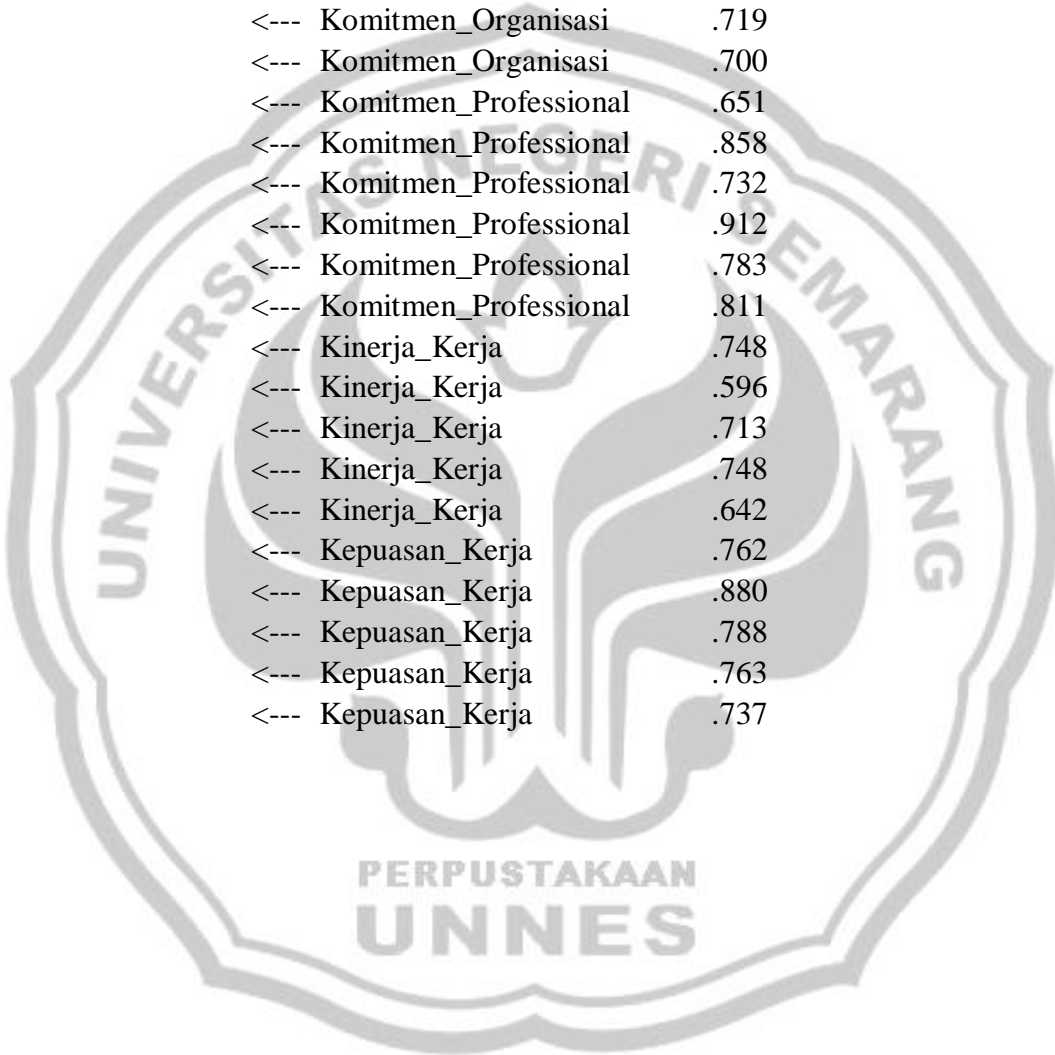 <--- Komitmen_Organisasi .719
<--- Komitmen_Organisasi .700
<--- Komitmen_Professional .651
<--- Komitmen_Professional .858
<--- Komitmen_Professional .732
<--- Komitmen_Professional .912
<--- Komitmen_Professional .783
<--- Komitmen_Professional .811
<--- Kinerja_Kerja .748
<--- Kinerja_Kerja .596
<--- Kinerja_Kerja .713
<--- Kinerja_Kerja .748
<--- Kinerja_Kerja .642
<--- Kepuasan_Kerja .762
<--- Kepuasan_Kerja .880
<--- Kepuasan_Kerja .788
<--- Kepuasan_Kerja .763
<--- Kepuasan_Kerja .737
UNIVERSITAS NEGERI SEMARANG
PERPUSTAKAAN
UNNES